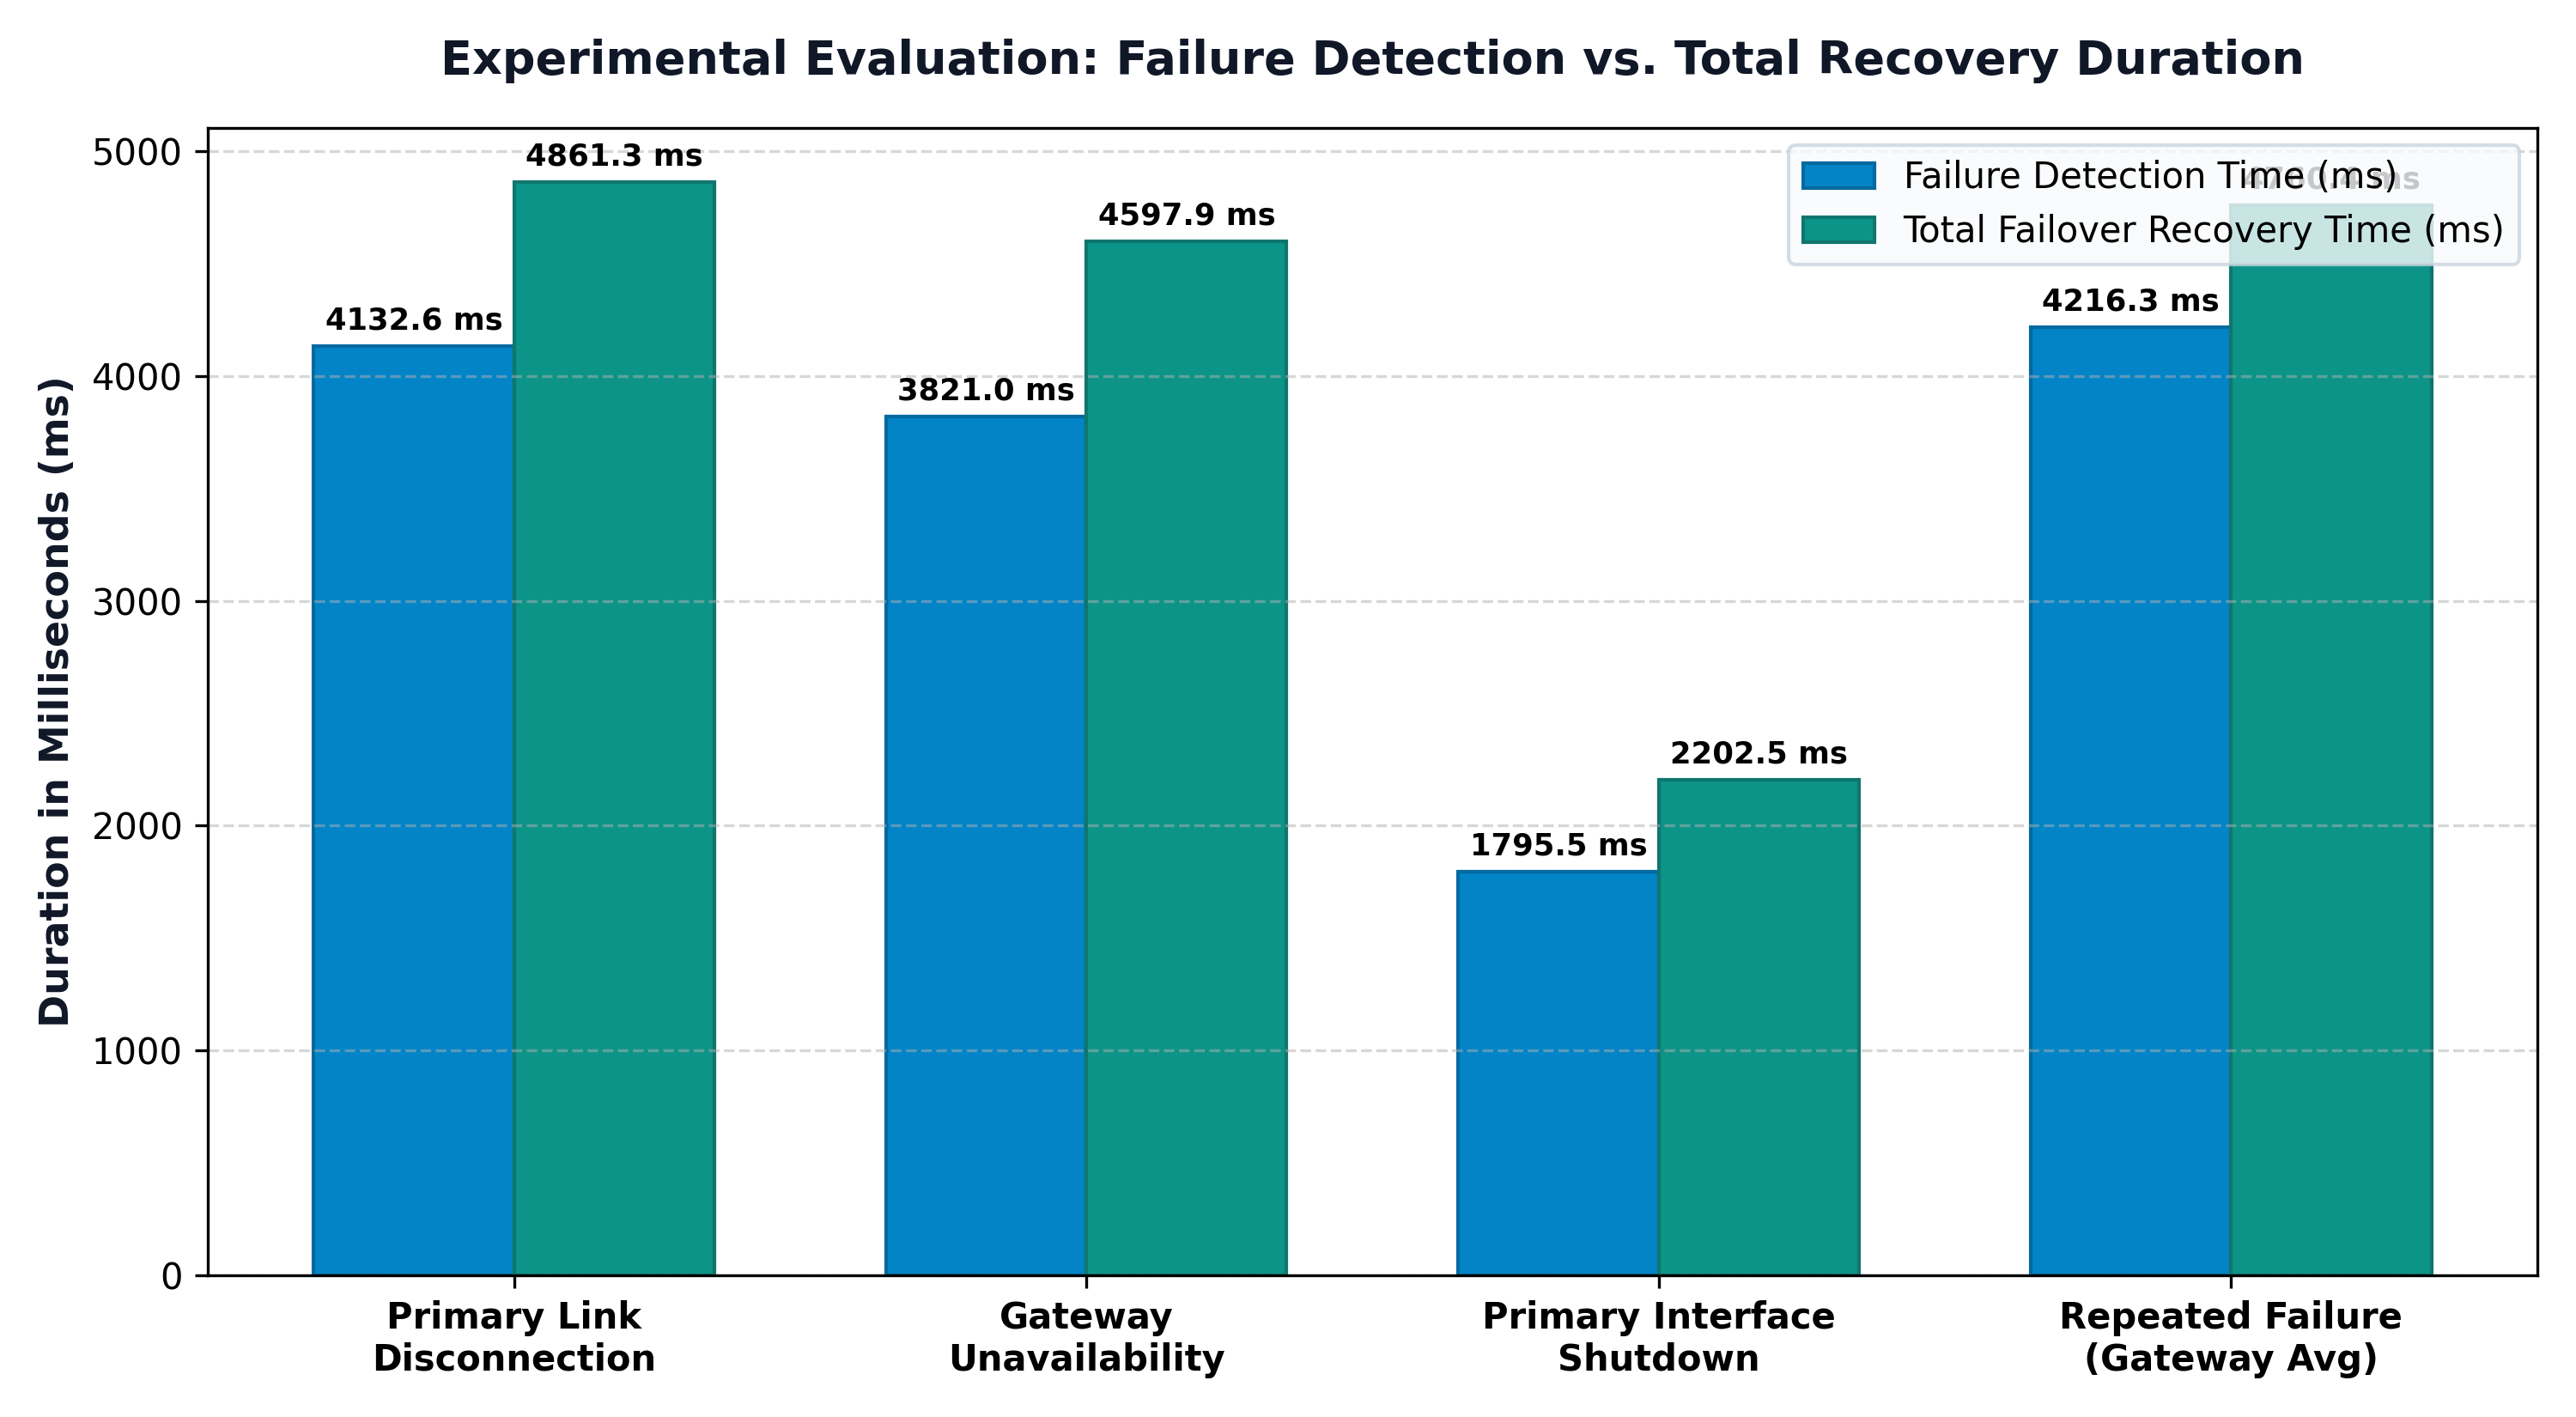 Experimental Evaluation: Failure Detection vs. Total Recovery Duration
Duration in Milliseconds (ms)
5000
4000
3000
2000
1000
0
4132.6 ms
4861.3 ms
3821.0 ms
4597.9 ms
1795.5 ms
2202.5 ms
4216.3 ms
Failure Detection Time (ms)
Total Failover Recovery Time (ms)
Primary Link
Disconnection
Gateway
Unavailability
Primary Interface
Shutdown
Repeated Failure
(Gateway Avg)